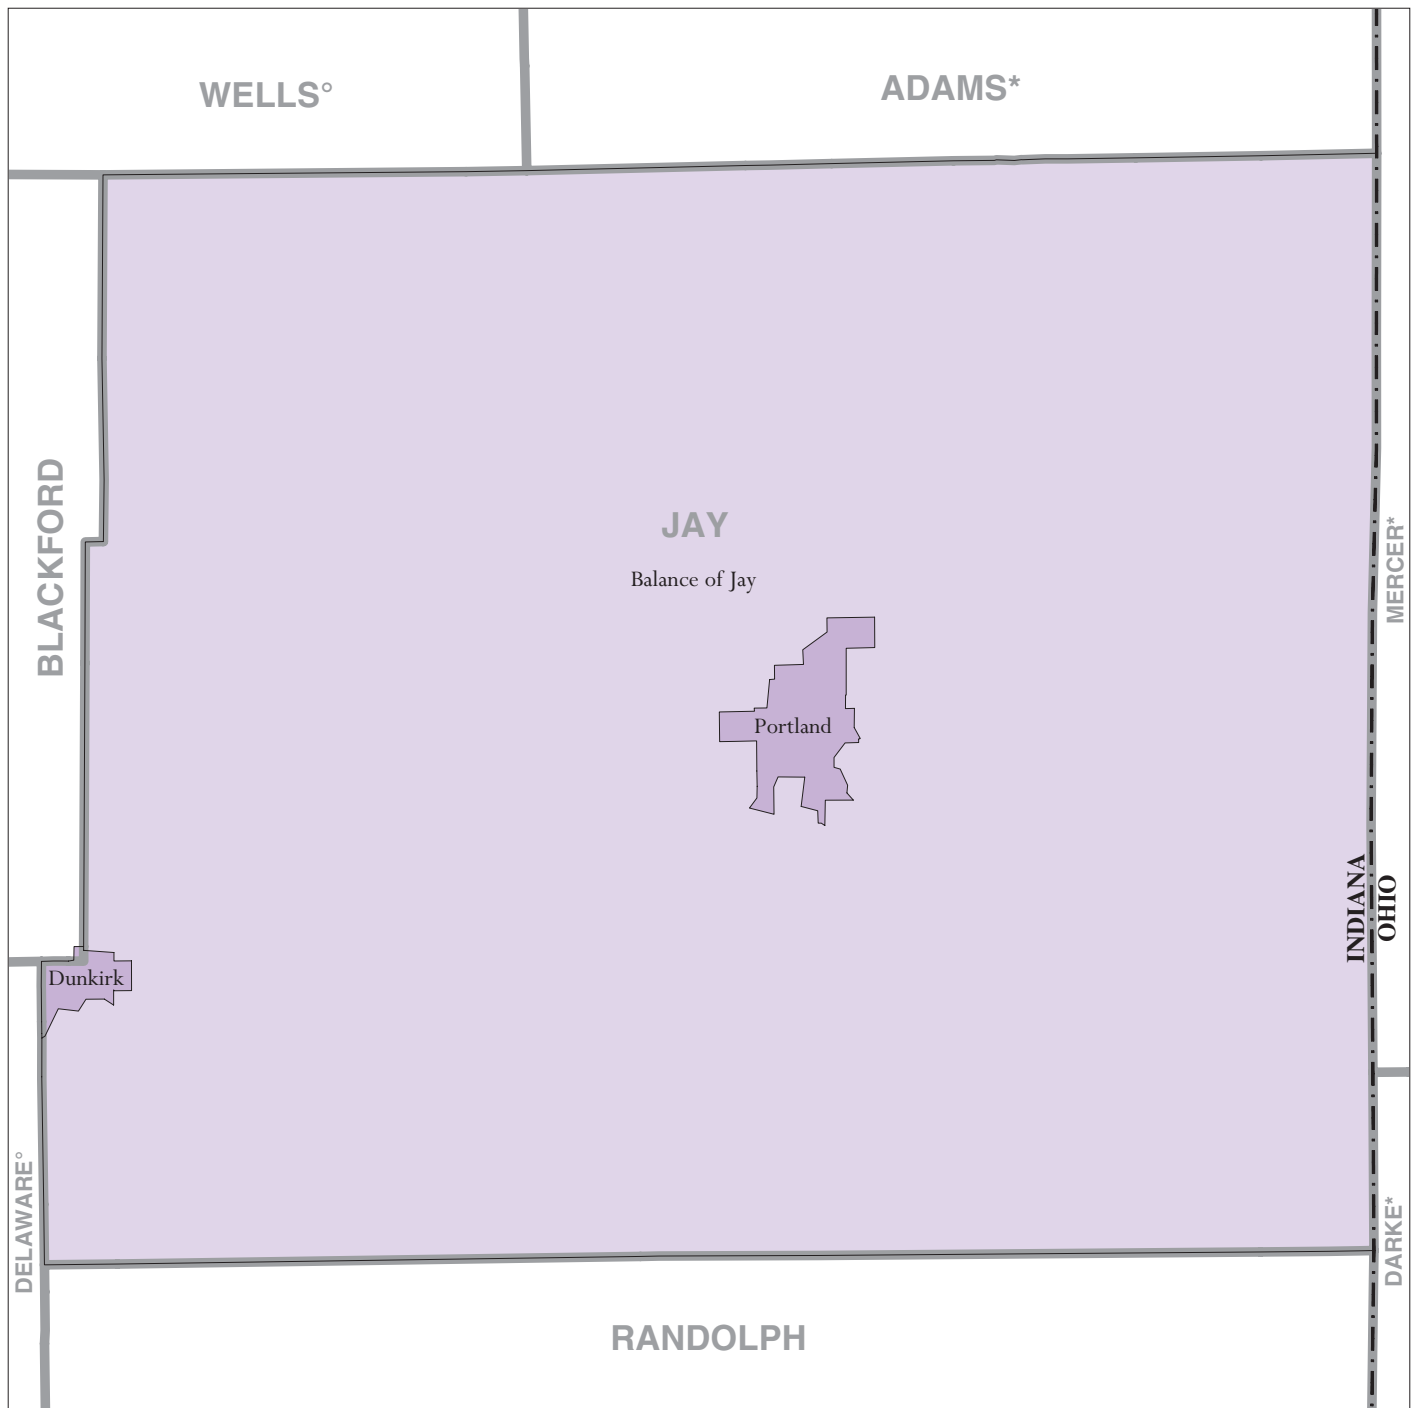 WELLS°
ADAMS*
BLACKFORD
JAY
Balance of Jay
MERCER*
Portland
INDIANA
OHIO
Dunkirk
DELAWARE°
DARKE*
RANDOLPH